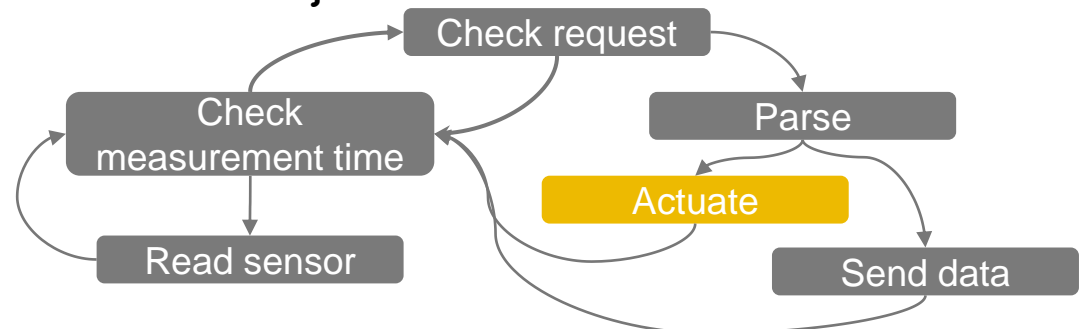 Check request
Check
measurement time
Parse
Actuate
Read sensor
Send data